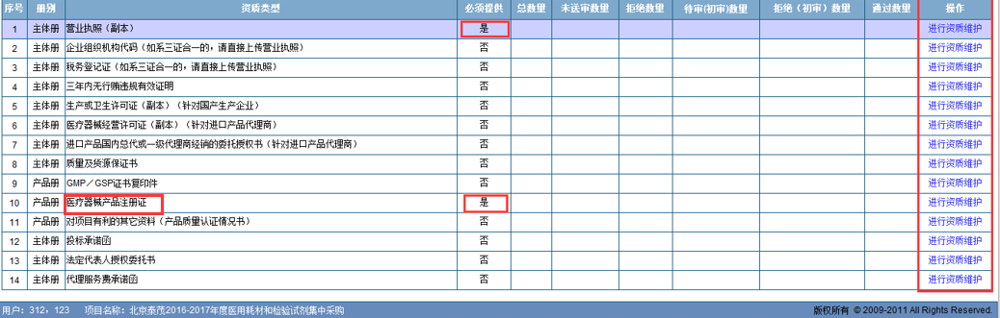 序号 册别 资质类型 必须提供 总数量 未送审数量 拒绝数量 待审(初审)数量 拒绝(初审)数量 通过数量 操作
1 主体册 营业执照(副本) 是 进行资质维护
2 主体册 企业组织机构代码(如系三证合一的,请直接上传营业执照) 否 进行资质维护
3 主体册 税务登记证(如系三证合一的,请直接上传营业执照) 否 进行资质维护
4 主体册 三年内无行贿违规有效证明 否 进行资质维护
5 主体册 生产或卫生许可证(副本)(针对国产生产企业) 否 进行资质维护
6 主体册 医疗器械经营许可证(副本)(针对进口产品代理商) 否 进行资质维护
7 主体册 进口产品国内总代或一级代理商经销的委托授权书(针对进口产品代理商) 否 进行资质维护
8 主体册 质量及货源保证书 否 进行资质维护
9 产品册 GMP/GSP证书复印件 否 进行资质维护
10 产品册 医疗器械产品注册证 是 进行资质维护
11 产品册 对项目有利的其它资料(产品质量认证情况书) 否 进行资质维护
12 主体册 投标承诺函 否 进行资质维护
13 主体册 法定代表人授权委托书 否 进行资质维护
14 主体册 代理服务费承诺函 否 进行资质维护
用户:312,123 项目名称:北京泰茂2016-2017年度医用耗材和检验试剂集中采购 版权所有 © 2009-2011 All Rights Reserved.